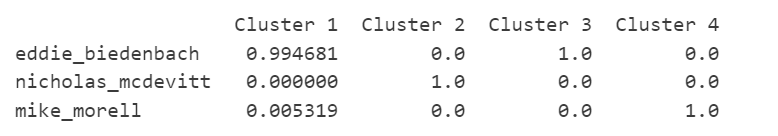 Cluster 1 Cluster 2 Cluster 3 Cluster 4
eddie_biedenbach 0.994681 0.0 1.0 0.0
nicholas_mcdevitt 0.000000 1.0 0.0 0.0
mike_morell 0.005319 0.0 0.0 1.0